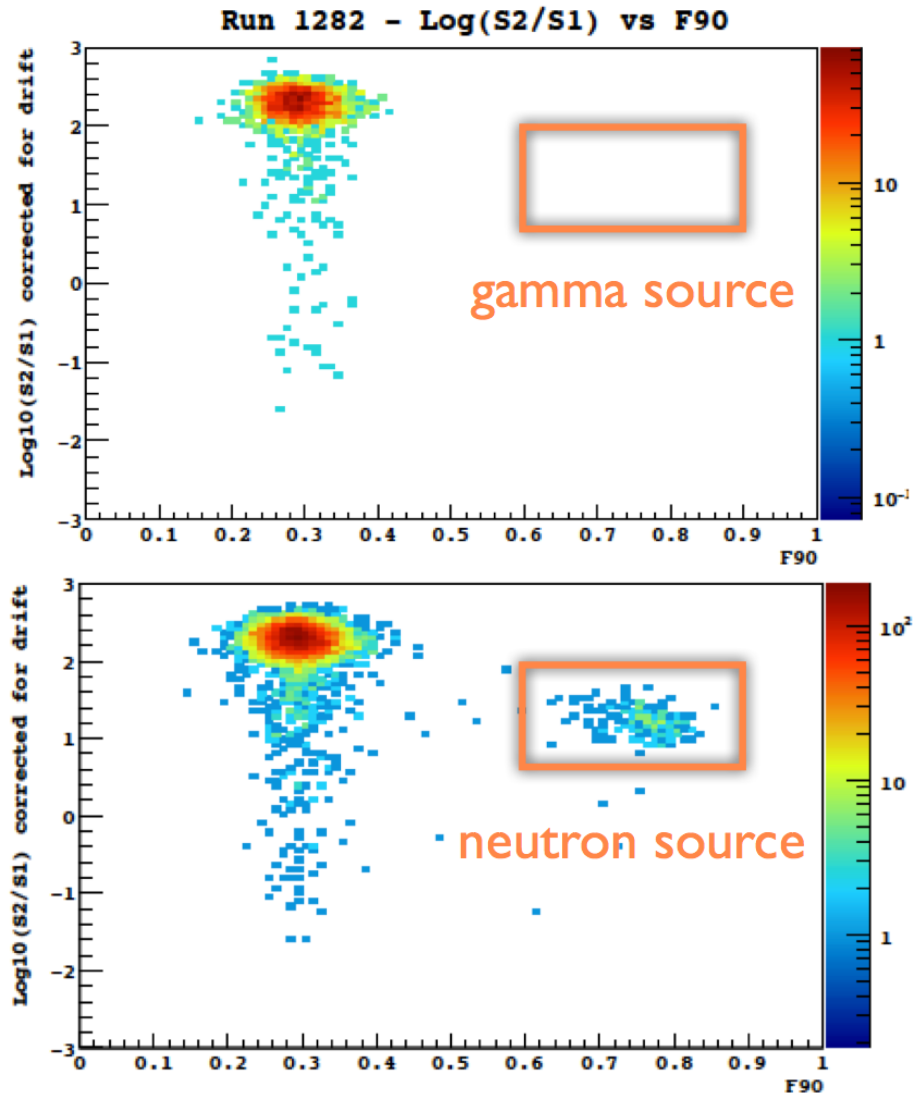 Run 1282 - Log(S2/S1) vs F90
Log10(S2/S1) corrected for drift
3
2
1
0
-1
-2
-3
0 0.1 0.2 0.3 0.4 0.5 0.6 0.7 0.8 0.9 1
F90
gamma source
10
1
10⁻¹
Log10(S2/S1) corrected for drift
3
2
1
0
-1
-2
-3
0 0.1 0.2 0.3 0.4 0.5 0.6 0.7 0.8 0.9 1
F90
neutron source
10²
10
1